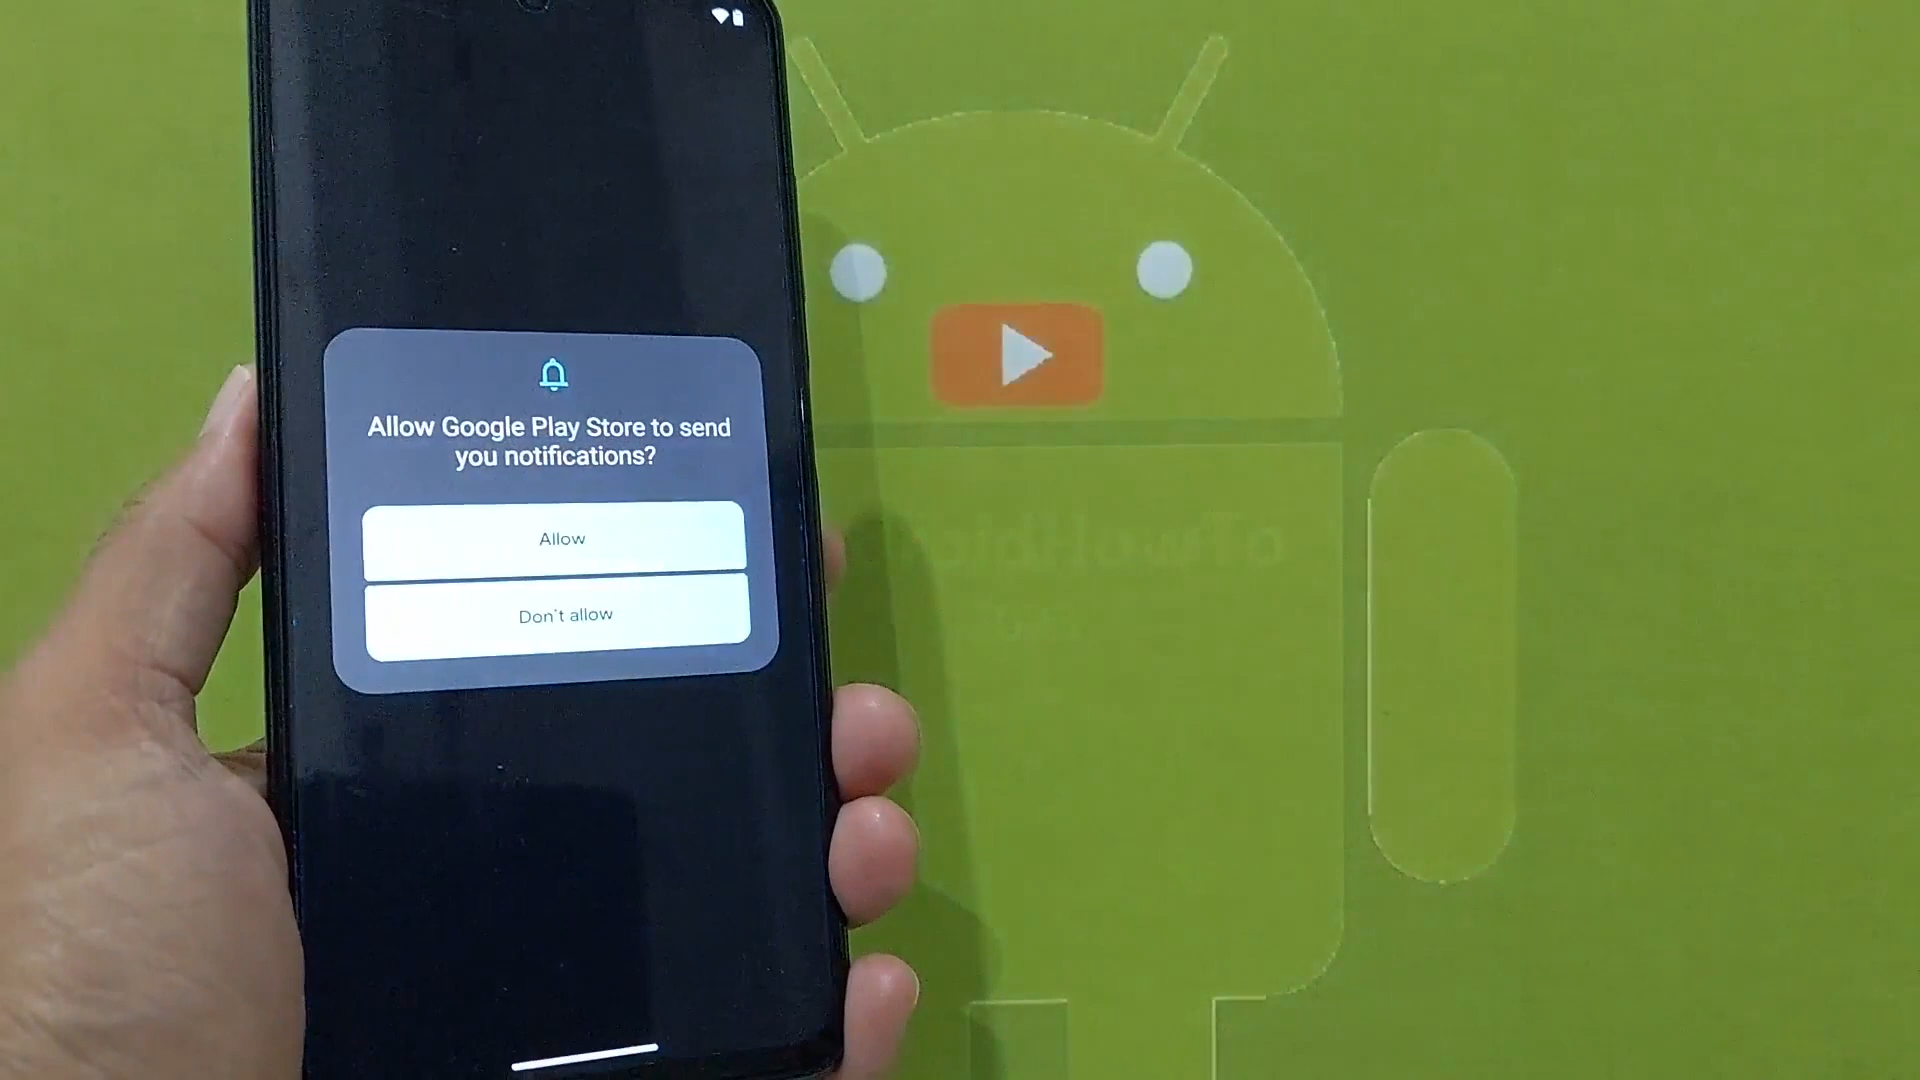 Allow Google Play Store to send
you notifications?
Allow
Don't allow